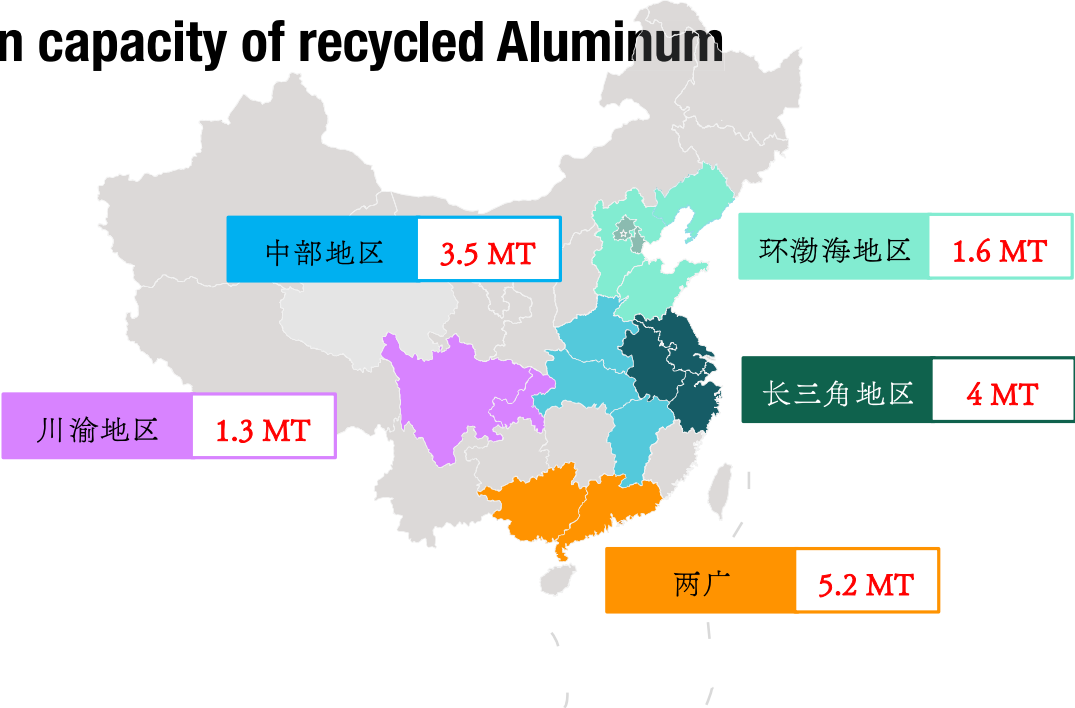 n capacity of recycled Aluminum
中部地区 3.5 MT
环渤海地区 1.6 MT
长三角地区 4 MT
川渝地区 1.3 MT
两广 5.2 MT